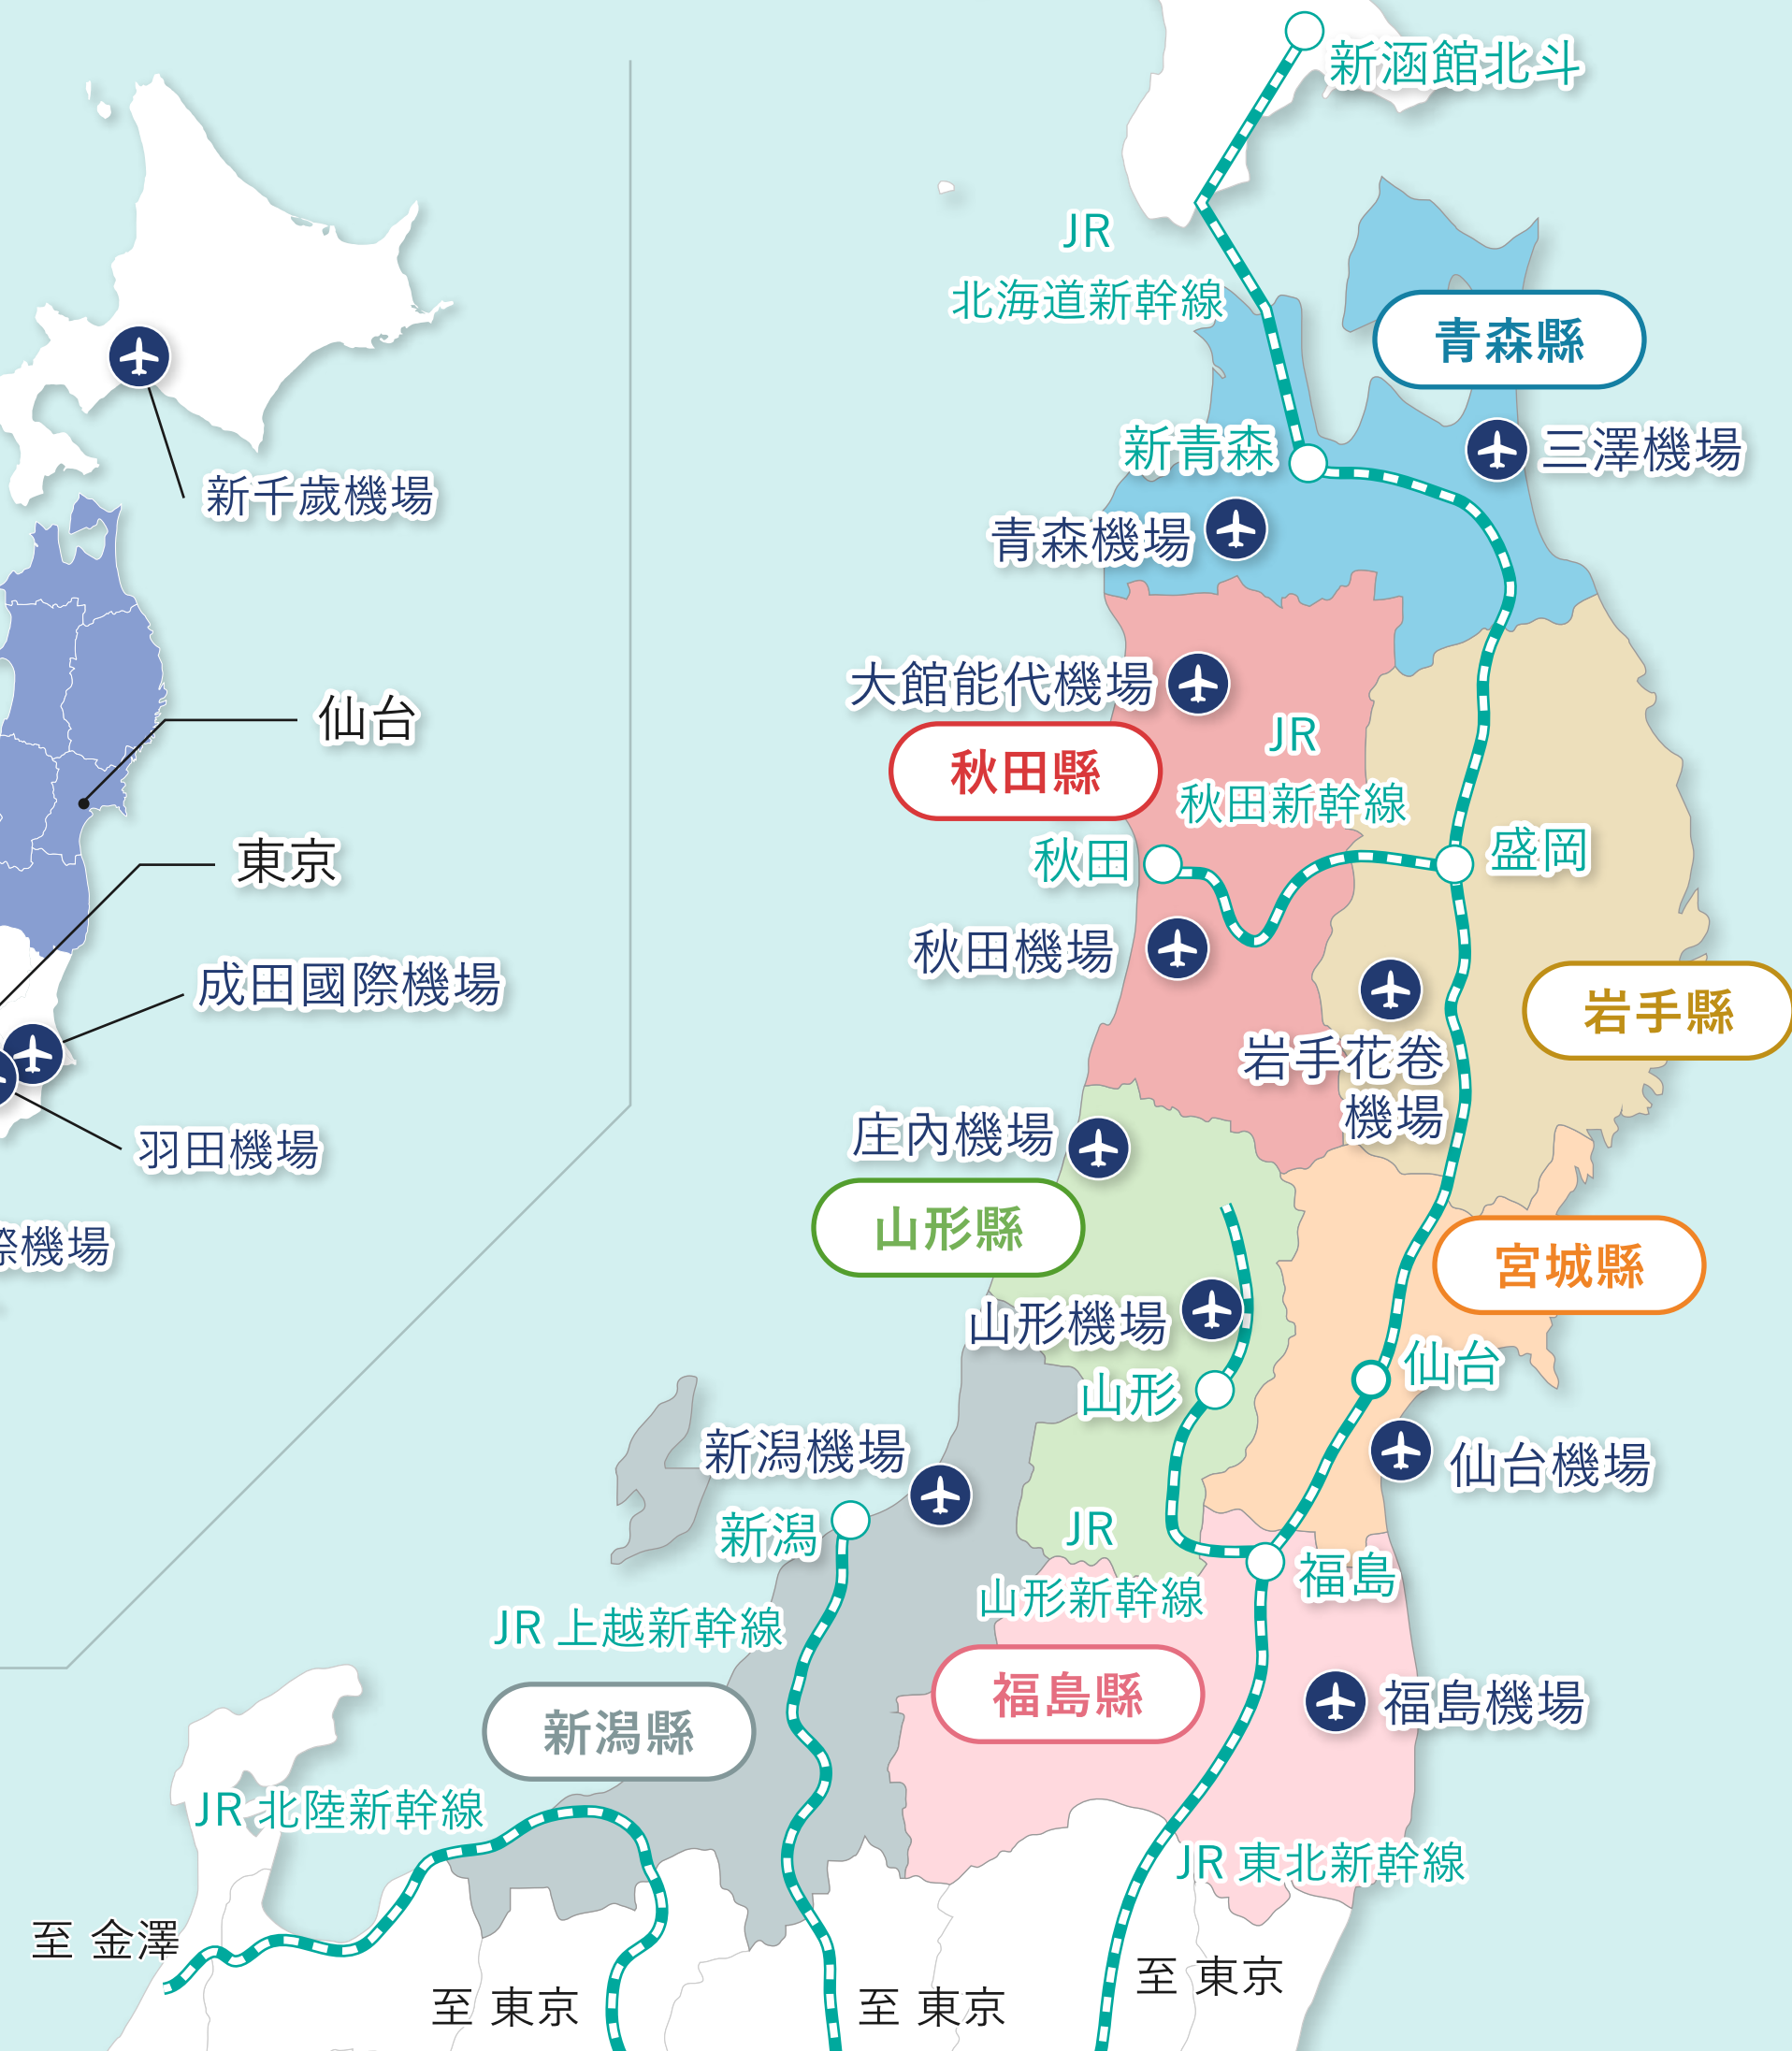 新千歳機場
仙台
東京
成田國際機場
羽田機場
際機場
新涵館北斗
JR
北海道新幹線
青森縣
新青森
三澤機場
青森機場
大館能代機場
秋田縣
JR
秋田新幹線
秋田
盛岡
秋田機場
岩手縣
岩手花卷
機場
庄內機場
山形縣
宮城縣
山形機場
仙台
山形
仙台機場
新潟機場
新潟
JR
山形新幹線
福島
JR 上越新幹線
福島縣
福島機場
新潟縣
JR 北陸新幹線
JR 東北新幹線
至 金澤
至 東京
至 東京
至 東京